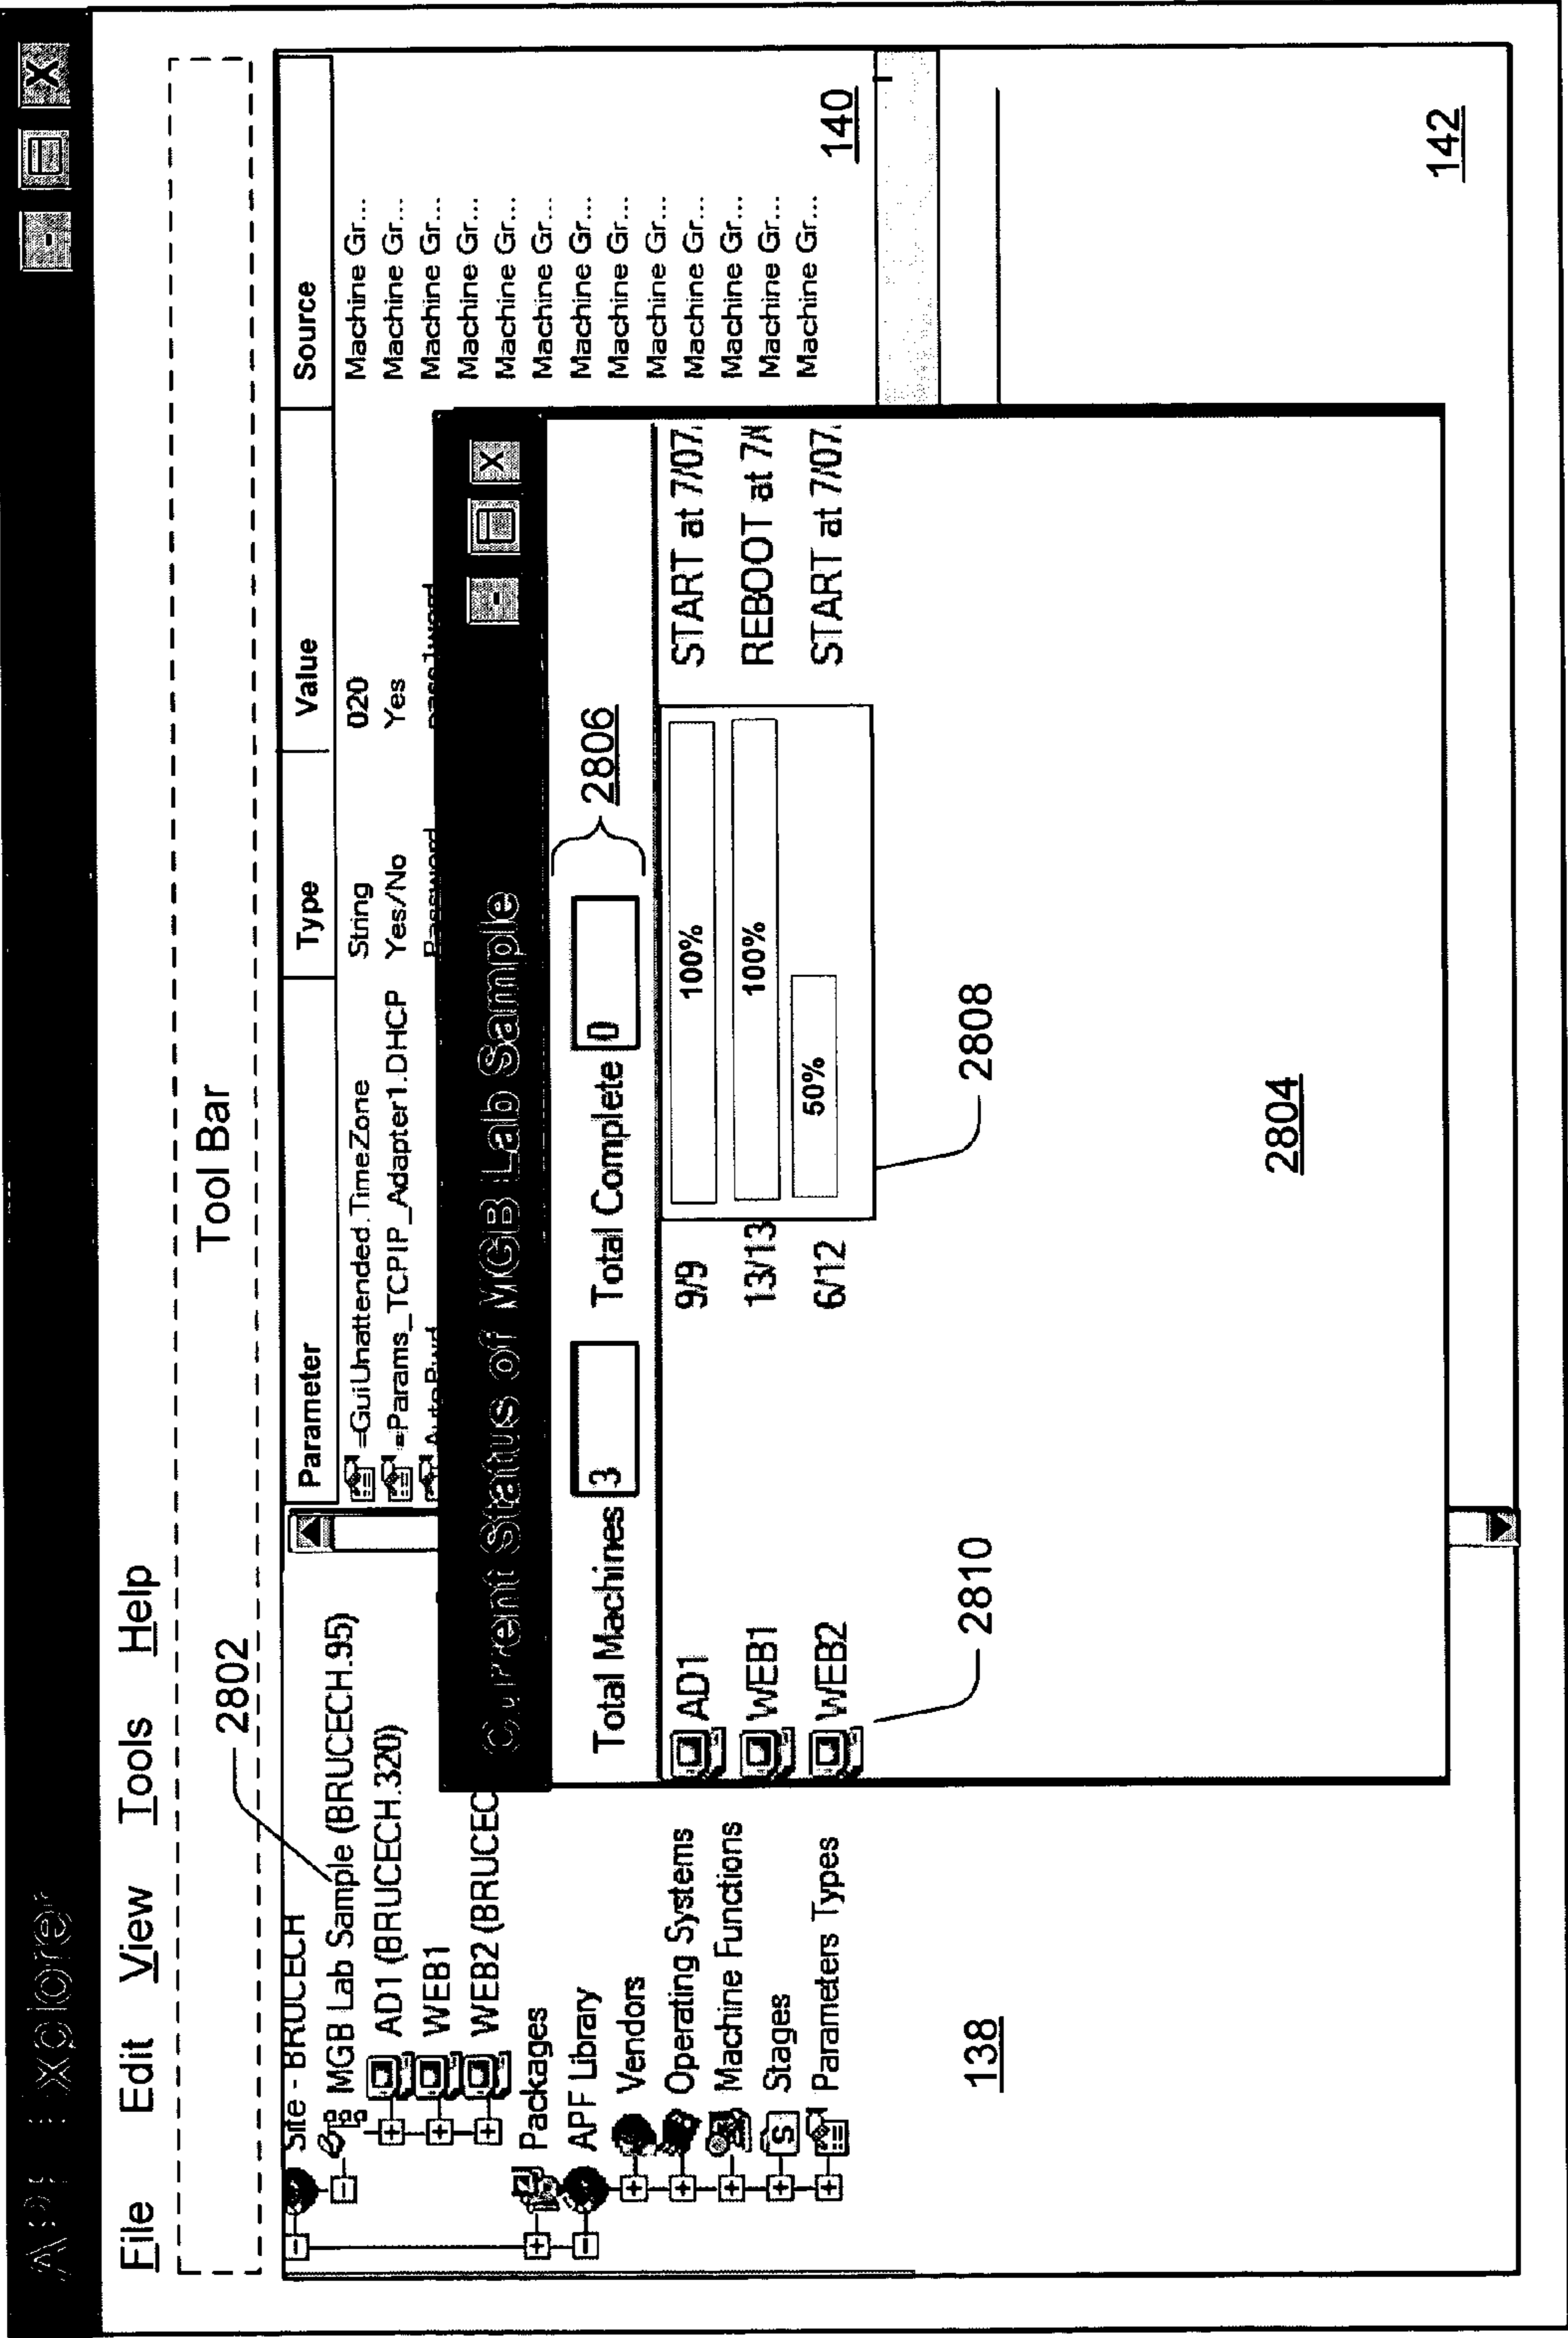 APF Explorer
File Edit View Tools Help
Tool Bar
2802
Site - BRUCECH
MGB Lab Sample (BRUCECH.95)
AD1 (BRUCECH.320)
WEB1
WEB2 (BRUCEC
Packages
APF Library
Vendors
Operating Systems
Machine Functions
Stages
Parameters Types
138
Parameter Type Value Source
=GuiUnattended.TimeZone String 020 Machine Gr...
=Params_TCPIP_Adapter1.DHCP Yes/No Yes Machine Gr...
AutoPwd Password Machine Gr...
Machine Gr...
Machine Gr...
Machine Gr...
Machine Gr...
Machine Gr...
Machine Gr...
Machine Gr...
Machine Gr...
Machine Gr...
Machine Gr...
140
Current Status of MGB Lab Sample
Total Machines 3 Total Complete 0
2806
AD1 9/9 100% START at 7/07
WEB1 13/13 100% REBOOT at 7/
WEB2 6/12 50% START at 7/07
2810
2808
2804
142